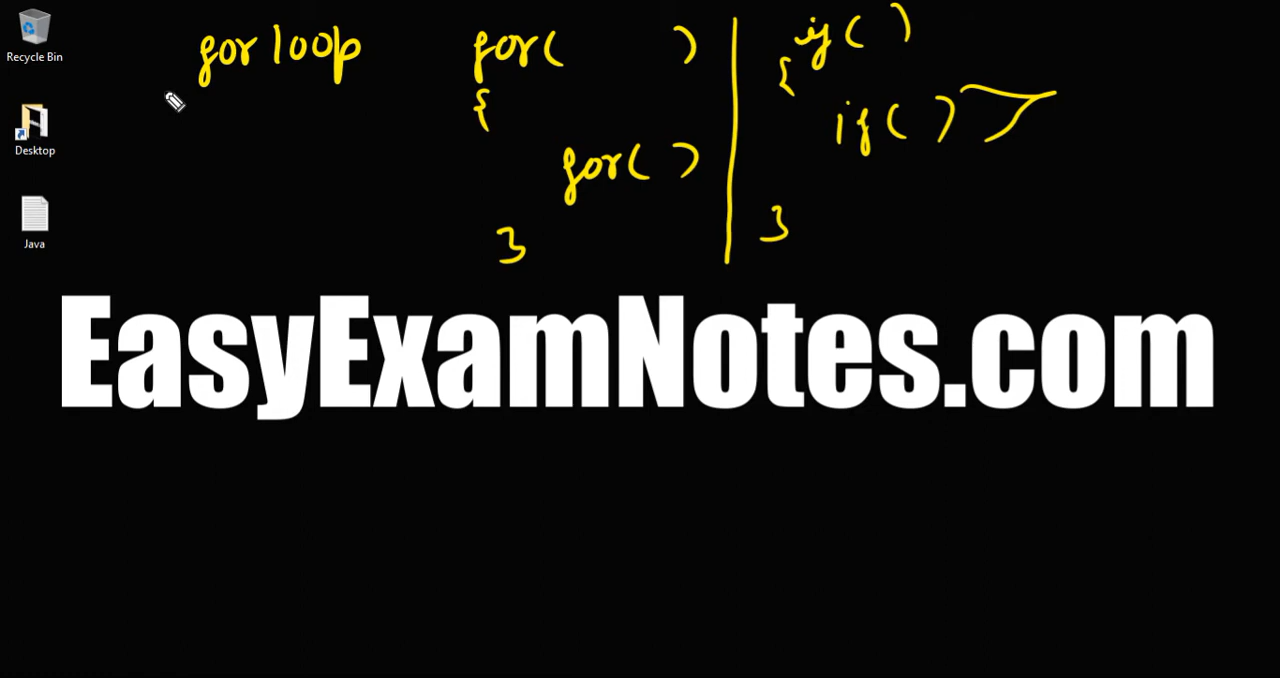 Recycle Bin
Desktop
Java
for loop
for( )
{
for( )
}
if( )
{
if( )
}
EasyExamNotes.com